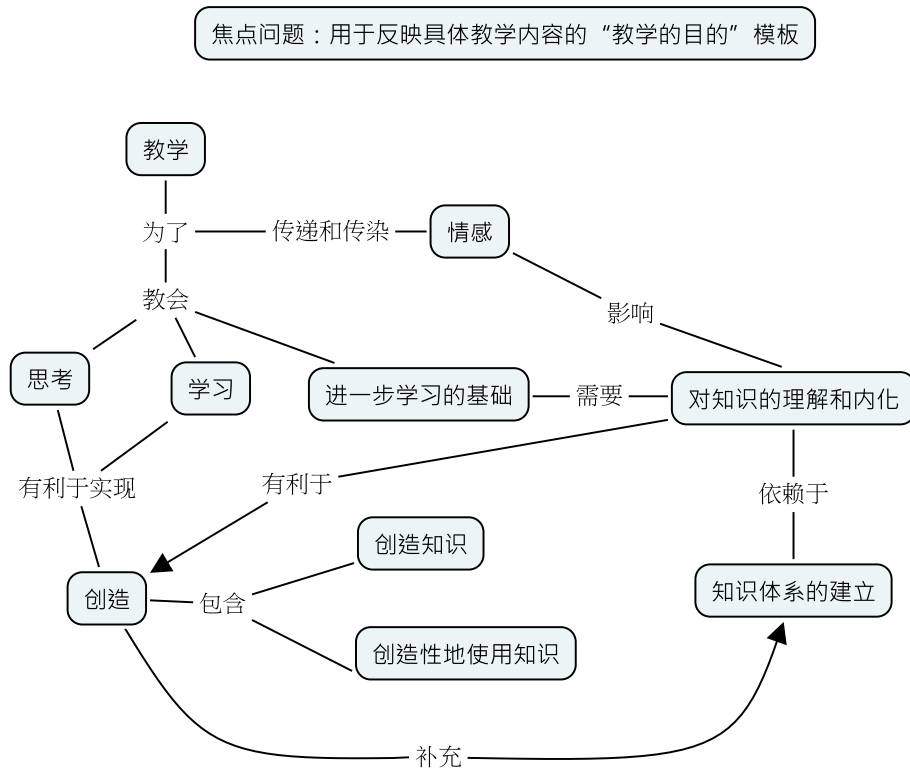 焦点问题：用于反映具体教学内容的“教学的目的”模板
教学
为了
传递和传染
情感
教会
影响
思考
学习
进一步学习的基础
需要
对知识的理解和内化
有利于实现
有利于
依赖于
创造知识
创造
包含
知识体系的建立
创造性地使用知识
补充